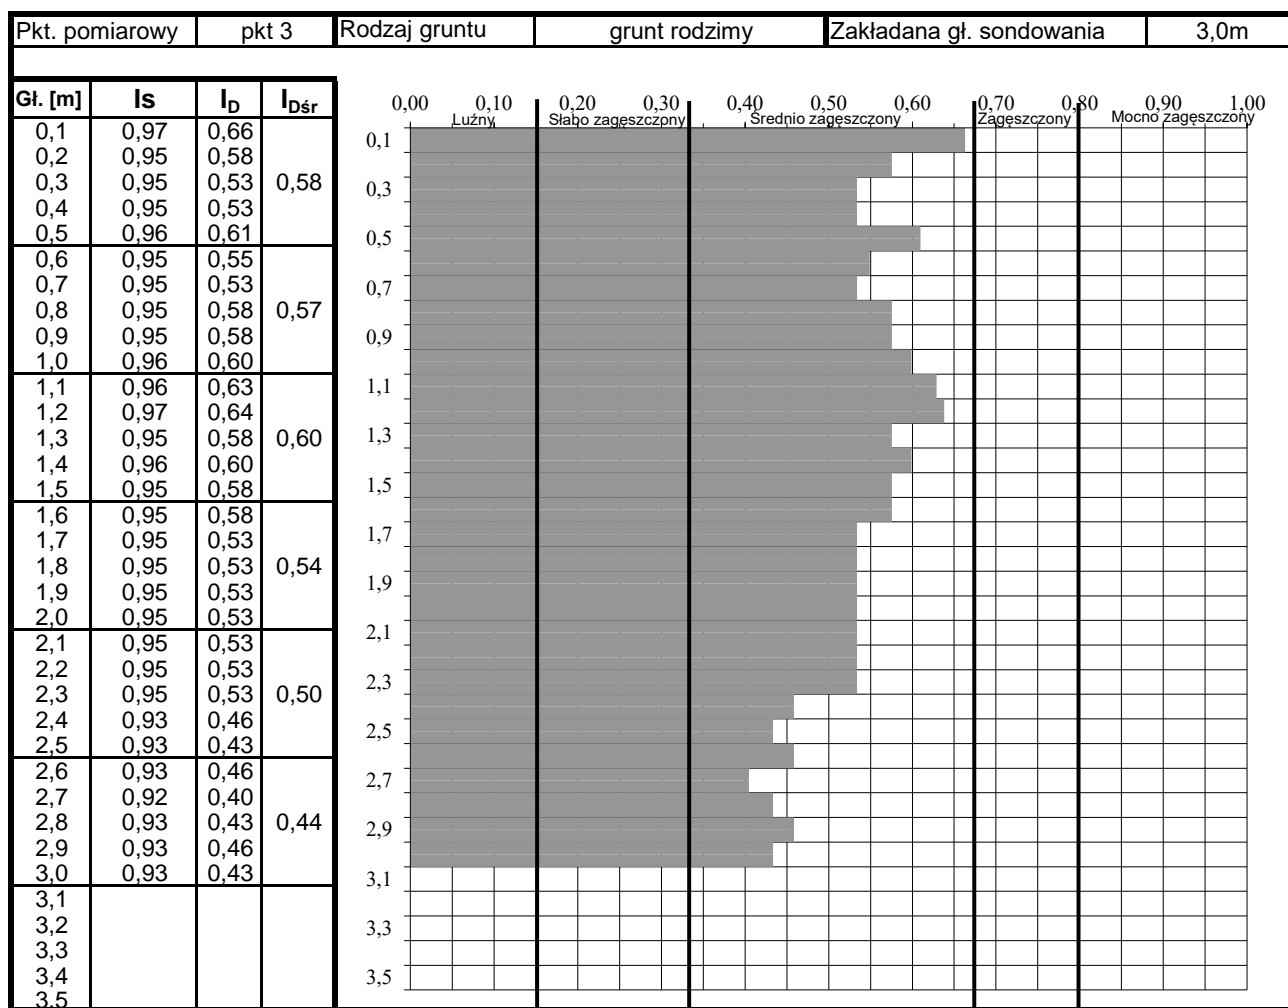 Pkt. pomiarowy pkt 3 Rodzaj gruntu grunt rodzimy Zakładana gł. sondowania 3,0m
Gł. [m] Is ID IDśr
0,1 0,97 0,66
0,2 0,95 0,58
0,3 0,95 0,53 0,58
0,4 0,95 0,53
0,5 0,96 0,61
0,6 0,95 0,55
0,7 0,95 0,53
0,8 0,95 0,58 0,57
0,9 0,95 0,58
1,0 0,96 0,60
1,1 0,96 0,63
1,2 0,97 0,64
1,3 0,95 0,58 0,60
1,4 0,96 0,60
1,5 0,95 0,58
1,6 0,95 0,58
1,7 0,95 0,53
1,8 0,95 0,53 0,54
1,9 0,95 0,53
2,0 0,95 0,53
2,1 0,95 0,53
2,2 0,95 0,53
2,3 0,95 0,53 0,50
2,4 0,93 0,46
2,5 0,93 0,43
2,6 0,93 0,46
2,7 0,92 0,40
2,8 0,93 0,43 0,44
2,9 0,93 0,46
3,0 0,93 0,43
3,1
3,2
3,3
3,4
3,5
0,00 0,10 0,20 0,30 0,40 0,50 0,60 0,70 0,80 0,90 1,00
Luźny Słabo zagęszczony Średnio zagęszczony Zagęszczony Mocno zagęszczony
0,1
0,3
0,5
0,7
0,9
1,1
1,3
1,5
1,7
1,9
2,1
2,3
2,5
2,7
2,9
3,1
3,3
3,5